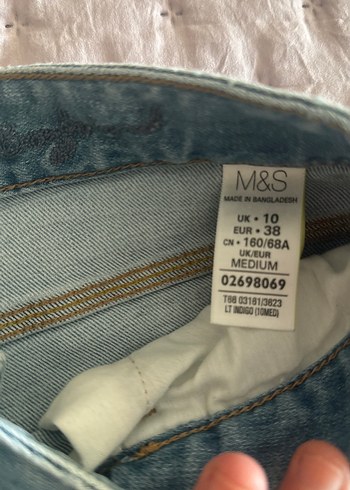 M&S
MADE IN BANGLADESH
UK • 10
EUR • 38
CN • 160/68A
UK/EUR
MEDIUM
02698069
T66 03161/3623
LT INDIGO (10MED)